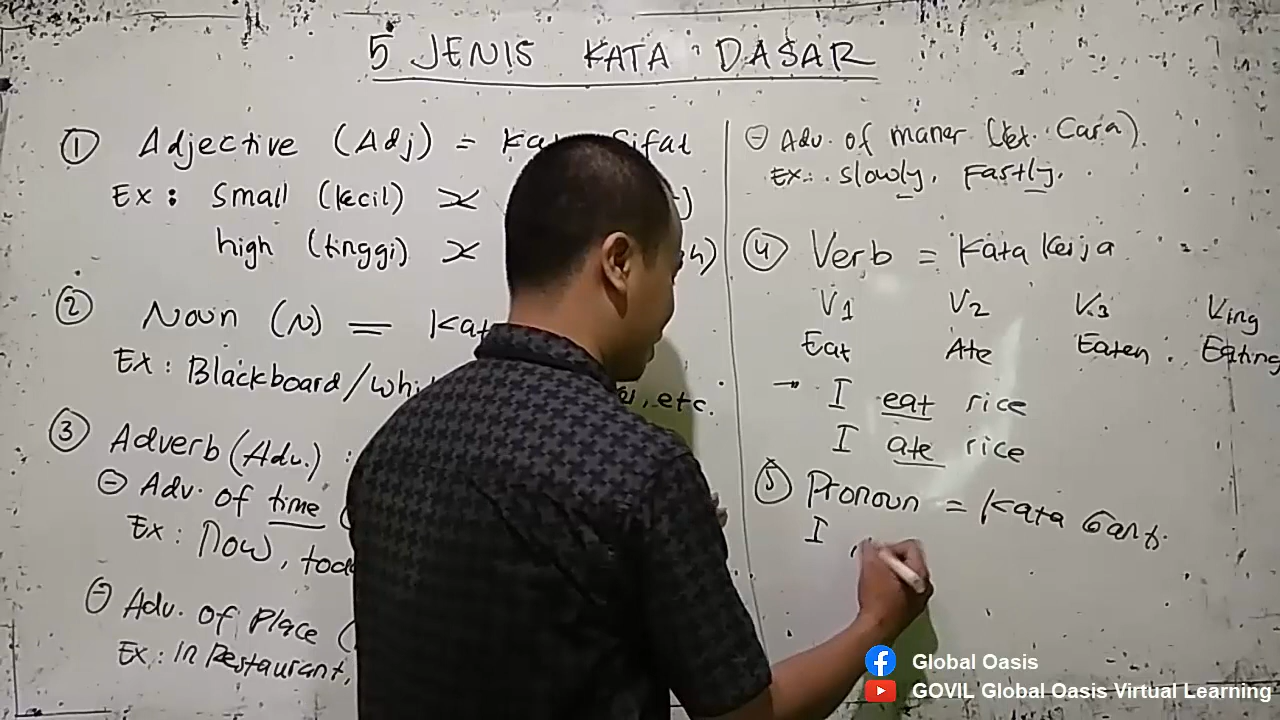 5 JENIS KATA DASAR
① Adjective (Adj) = Kata Sifat
Ex: Small (kecil) ×
high (tinggi) ×
② Noun (N) =
Ex: Blackboard/ , etc.
③ Adverb (Adv.) :
⊖ Adv. of time (
Ex: Now,
⊖ Adv. of Place (
Ex: In Restaurant,
⊖ Adv. of maner (ket. Cara).
Ex: slowly, Fastly.
④ Verb = Kata Kerja
V1 V2 V3 Ving
Eat Ate Eaten Eating
→ I eat rice
I ate rice
⑤ Pronoun = Kata Ganti
I ,
Global Oasis
GOVIL Global Oasis Virtual Learning